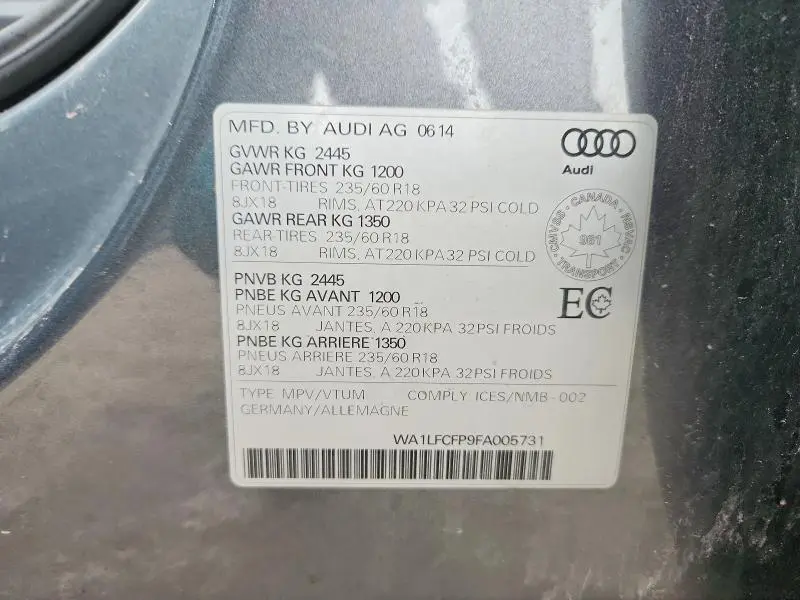 MFD. BY AUDI AG 0614
Audi
GVWR KG 2445
GAWR FRONT KG 1200
FRONT-TIRES 235/60 R18
8JX18 RIMS, AT 220 KPA 32 PSI COLD
GAWR REAR KG 1350
REAR-TIRES 235/60 R18
8JX18 RIMS, AT 220 KPA 32 PSI COLD
CMVSS - CANADA - NSVAC
961
TRANSPORT
PNVB KG 2445
PNBE KG AVANT 1200
PNEUS AVANT 235/60 R18
8JX18 JANTES, A 220 KPA 32 PSI FROIDS
PNBE KG ARRIERE 1350
PNEUS ARRIERE 235/60 R18
8JX18 JANTES, A 220 KPA 32 PSI FROIDS
EC
TYPE MPV/VTUM COMPLY ICES/NMB-002
GERMANY/ALLEMAGNE
WA1LFCFP9FA005731